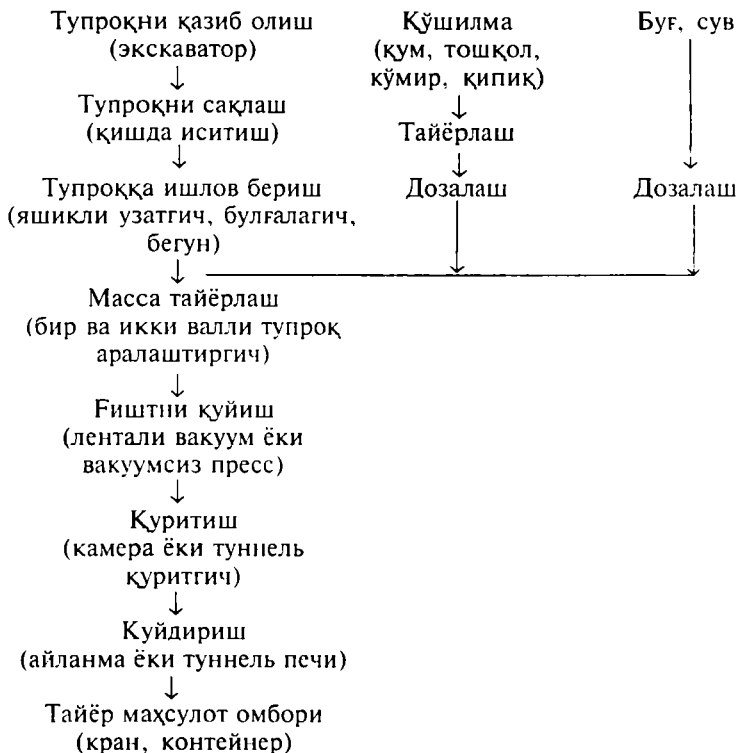 Тупроқни қазиб олиш
(экскаватор)
Қўшилма
(қум, тошқол,
кўмир, қипиқ)
Буғ, сув
Тупроқни сақлаш
(қишда иситиш)
Тайёрлаш
Тупроққа ишлов бериш
(яшикли узатгич, булғалагич,
бегун)
Дозалаш
Дозалаш
Масса тайёрлаш
(бир ва икки валли тупроқ
аралаштиргич)
Ғиштни қуйиш
(лентали вакуум ёки
вакуумсиз пресс)
Қуритиш
(камера ёки туннель
қуритгич)
Куйдириш
(айланма ёки туннель печи)
Тайёр маҳсулот омбори
(кран, контейнер)